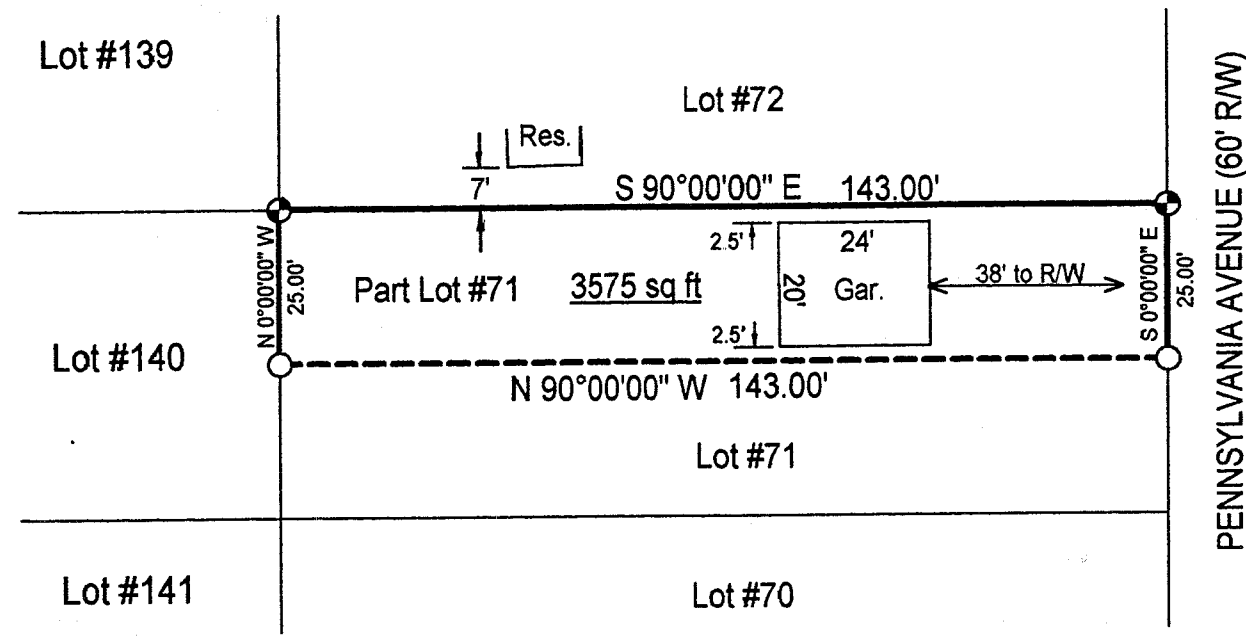 Lot #139
Lot #72
Res.
7'
S 90°00'00" E 143.00'
N 0°00'00" W
25.00'
Part Lot #71
3575 sq ft
2.5'
24'
20'
Gar.
2.5'
38' to R/W
S 0°00'00" E
25.00'
PENNSYLVANIA AVENUE (60' R/W)
Lot #140
N 90°00'00" W 143.00'
Lot #71
Lot #141
Lot #70